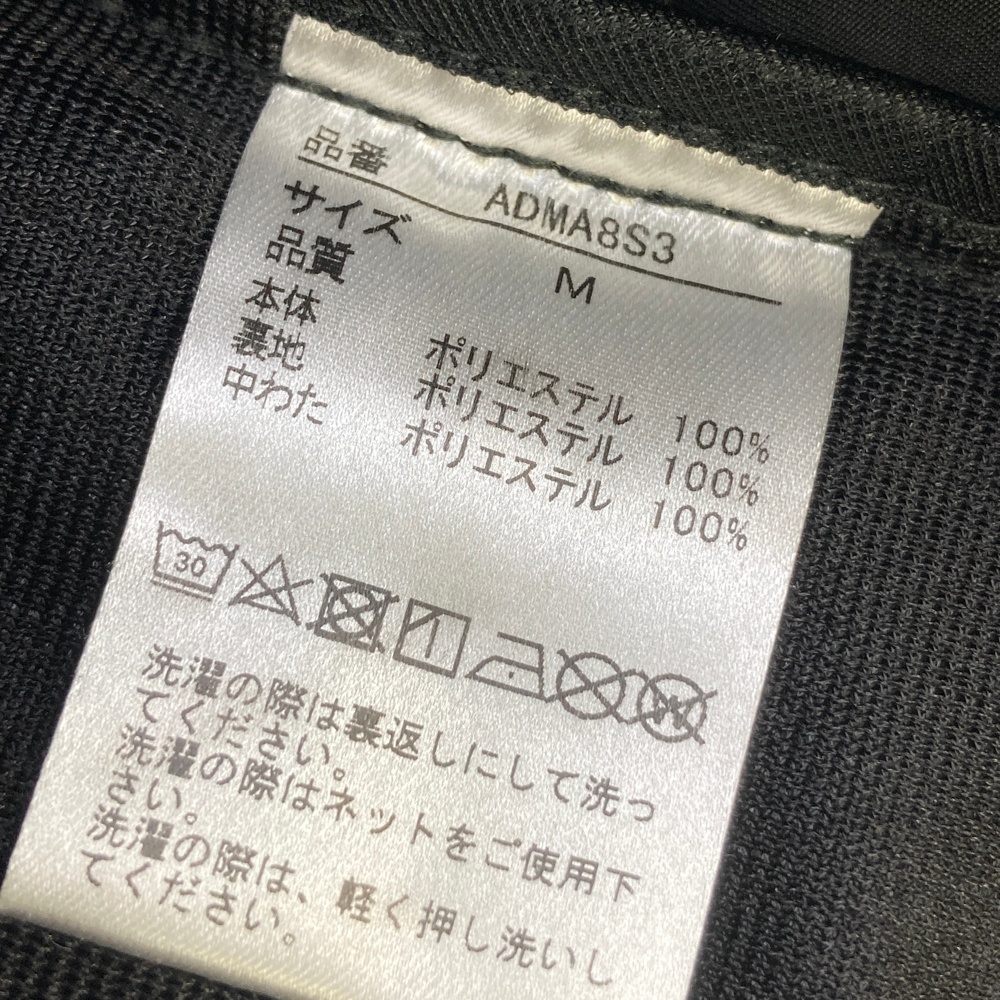 品番 ADMA8S3
サイズ M
品質
本体 ポリエステル 100%
裏地 ポリエステル 100%
中わた ポリエステル 100%
30
洗濯の際は裏返しにして洗っ
てください。
洗濯の際はネットをご使用下
さい。
洗濯の際は、軽く押し洗いし
てください。